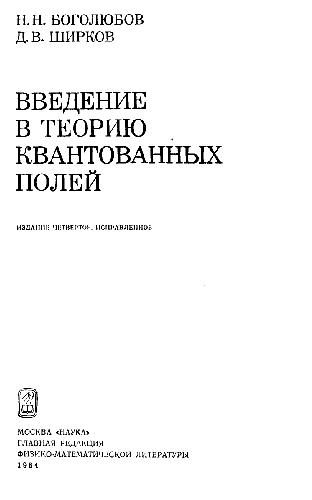 Н. Н. БОГОЛЮБОВ
Д. В. ШИРКОВ
ВВЕДЕНИЕ
В ТЕОРИЮ
КВАНТОВАННЫХ
ПОЛЕЙ
ИЗДАНИЕ ЧЕТВЕРТОЕ, ИСПРАВЛЕННОЕ
МОСКВА «НАУКА»
ГЛАВНАЯ РЕДАКЦИЯ
ФИЗИКО-МАТЕМАТИЧЕСКОЙ ЛИТЕРАТУРЫ
1984